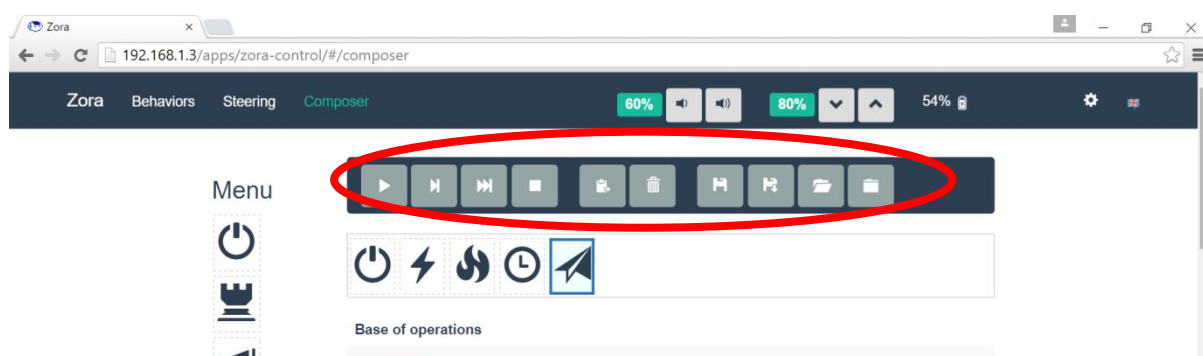 Zora
192.168.1.3/apps/zora-control/#/composer
Zora Behaviors Steering Composer 60% 80% 54%
Menu
Base of operations